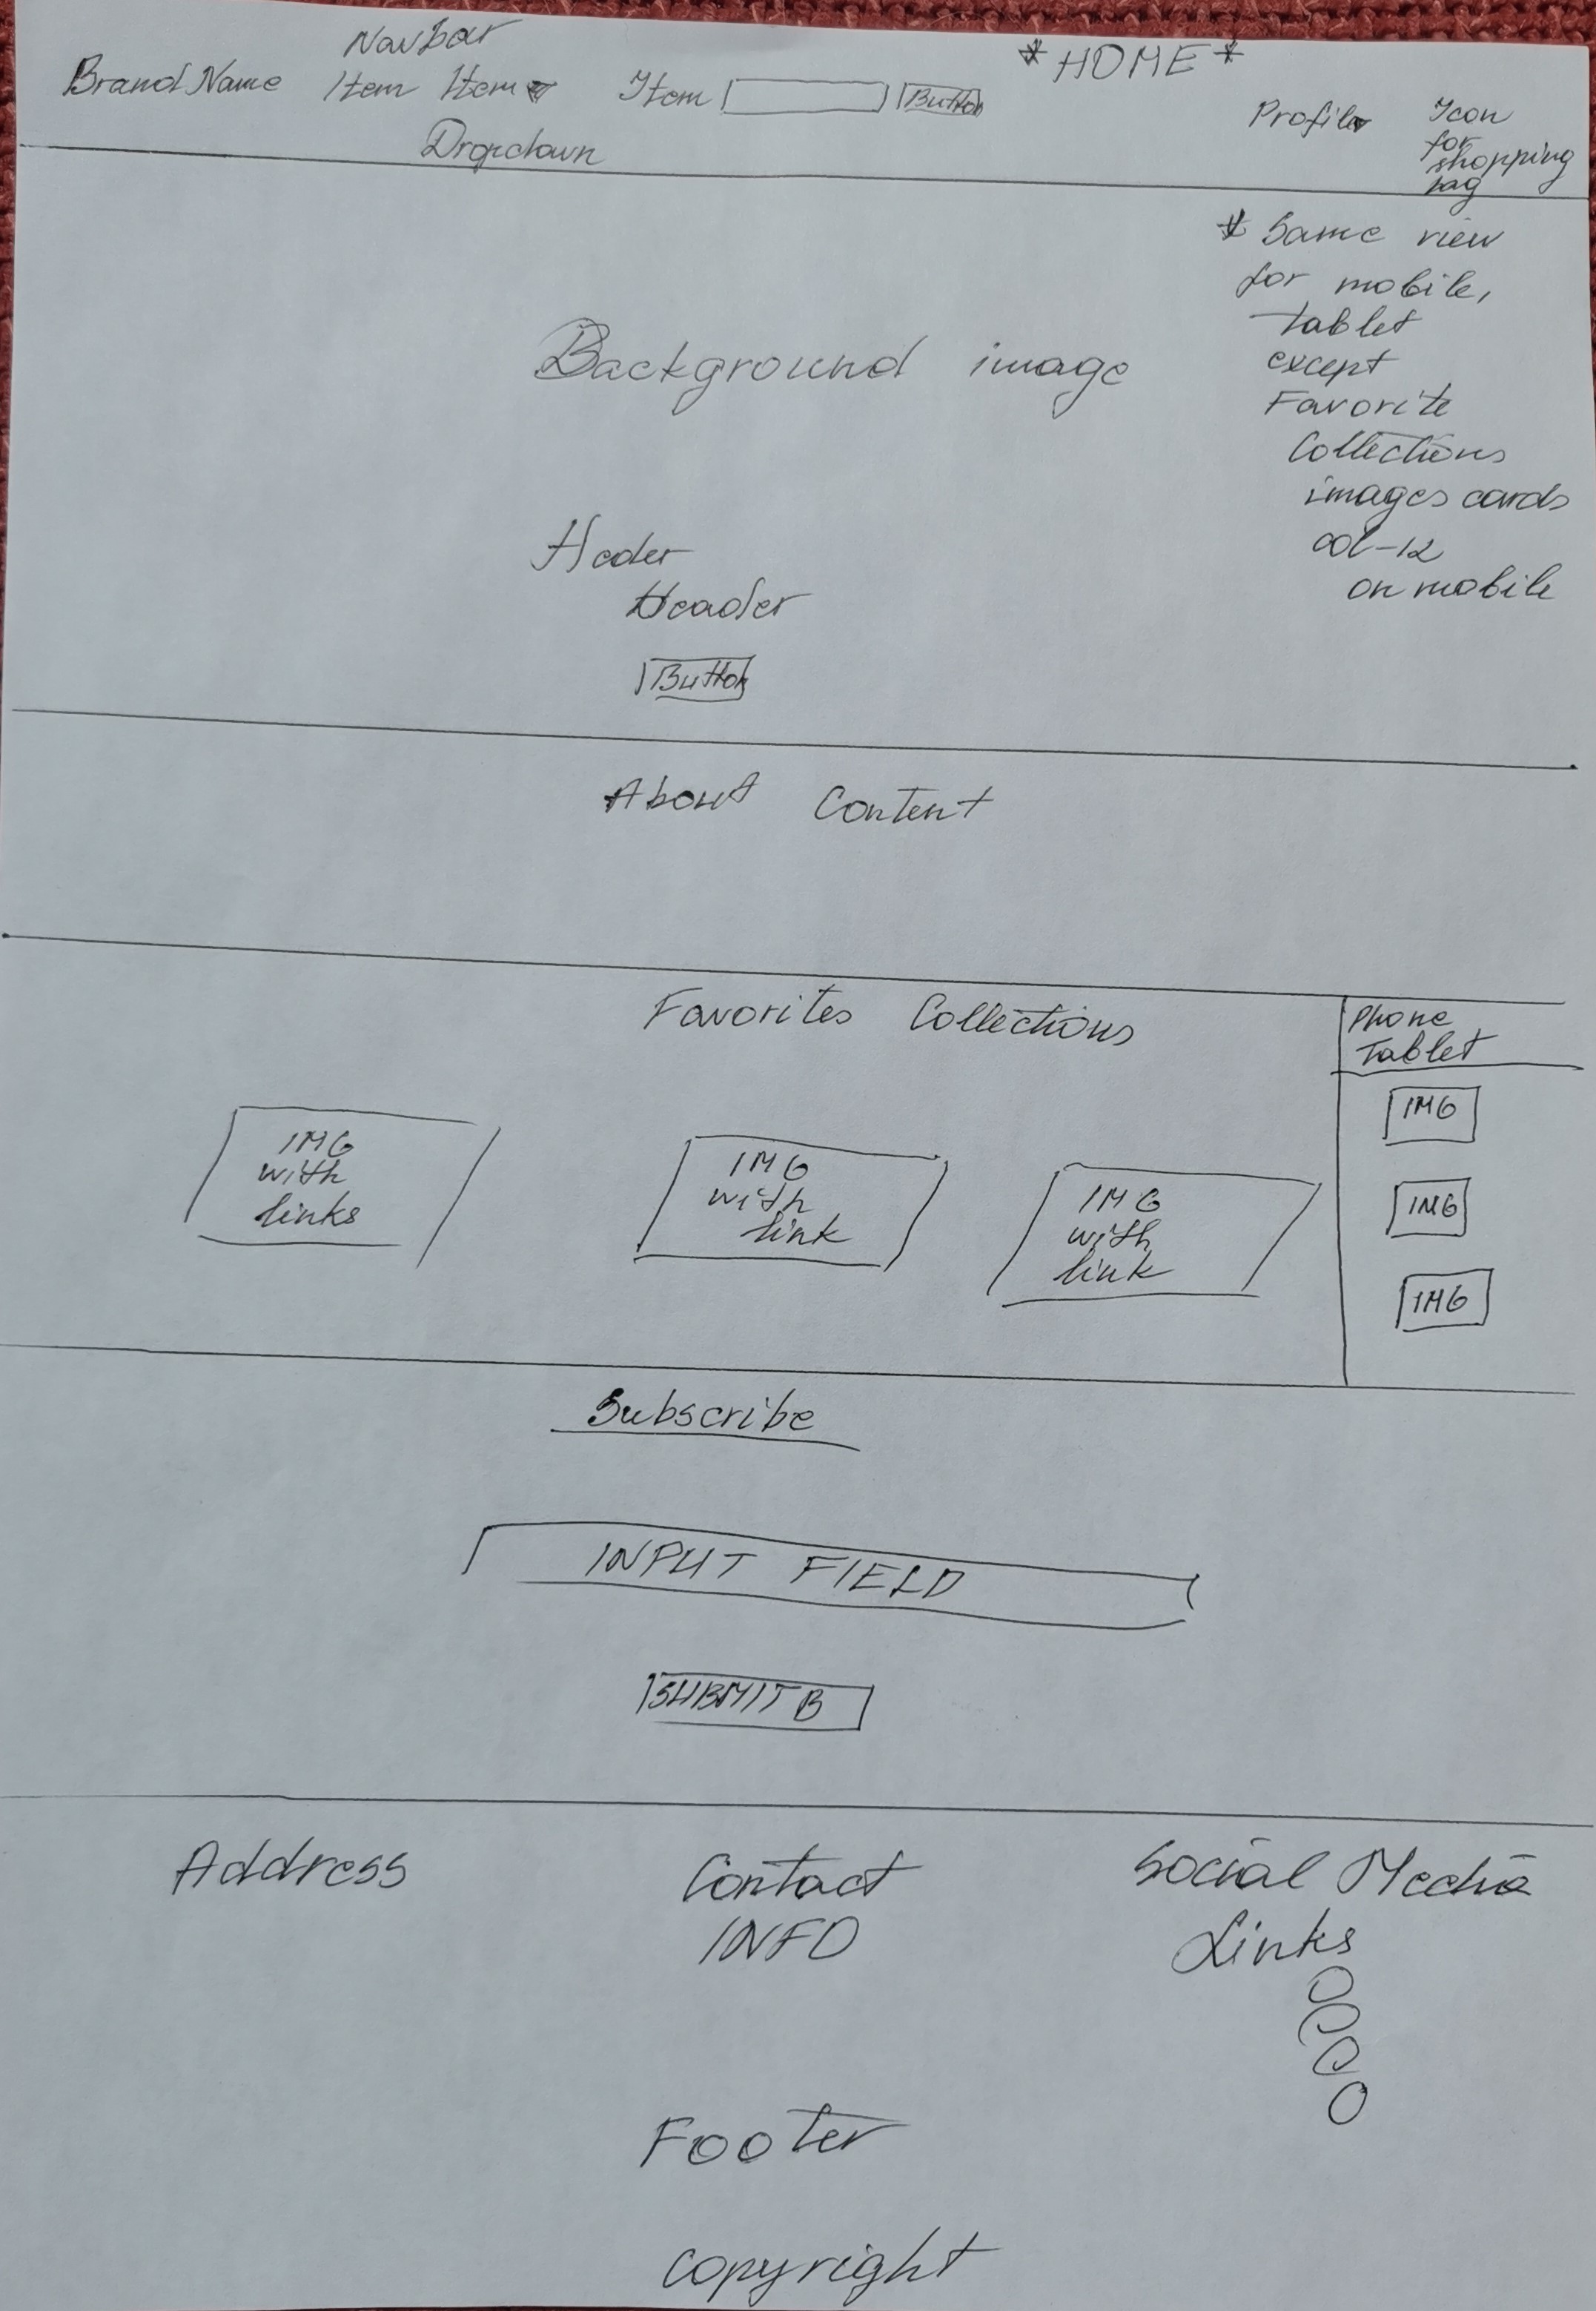 Navbar
*HOME*
Brand Name Item Item Item Button
Dropdown
Profile
Icon
for
shopping
bag
* Same view
for mobile,
tablet
except
Favorite
Collections
images cards
col-12
on mobile
Background image
Heder
Header
Button
About Content
Favorites Collections
Phone
Tablet
IMG
with
links
IMG
with
link
IMG
with
link
IMG
IMG
IMG
Subscribe
INPUT FIELD
SUBMIT B
Address
Contact
INFO
Social Media
Links
Footer
Copyright